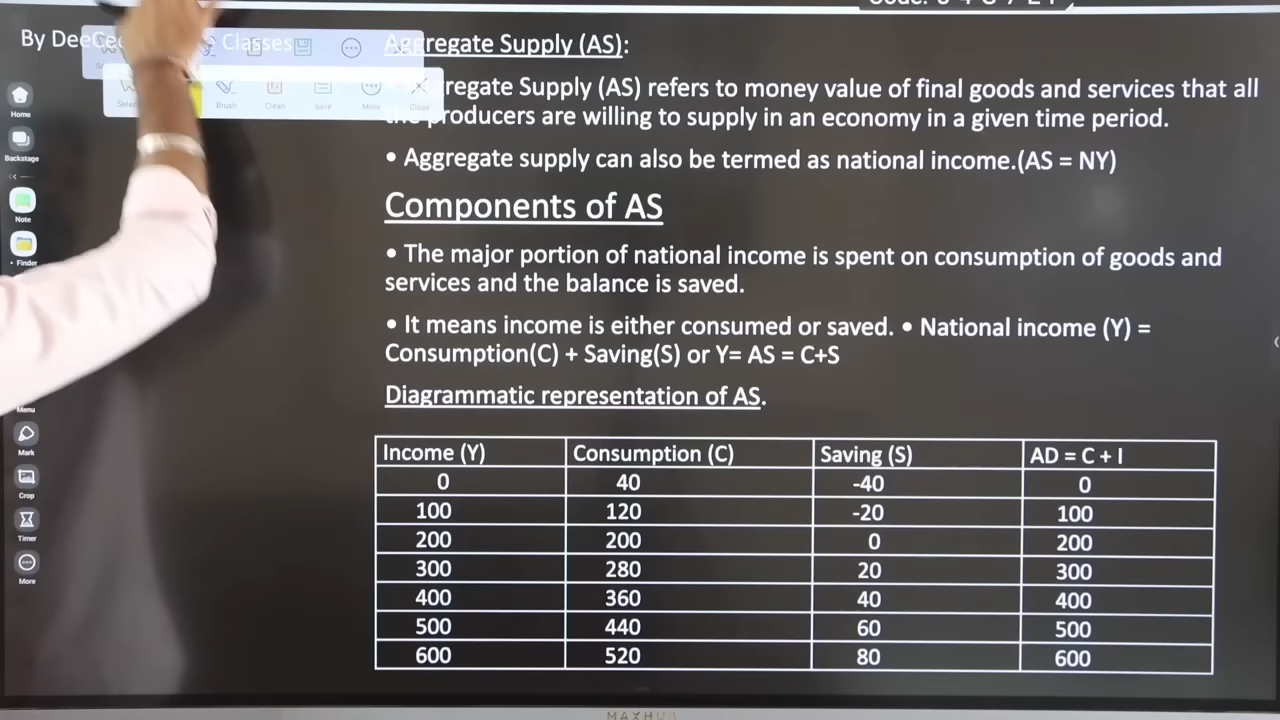 By DeeCee Classes
Aggregate Supply (AS):
regate Supply (AS) refers to money value of final goods and services that all
the producers are willing to supply in an economy in a given time period.
• Aggregate supply can also be termed as national income.(AS = NY)
Components of AS
• The major portion of national income is spent on consumption of goods and
services and the balance is saved.
• It means income is either consumed or saved. • National income (Y) =
Consumption(C) + Saving(S) or Y= AS = C+S
Diagrammatic representation of AS.
Income (Y) Consumption (C) Saving (S) AD = C + I
0 40 -40 0
100 120 -20 100
200 200 0 200
300 280 20 300
400 360 40 400
500 440 60 500
600 520 80 600
Brush Clean Save More Close
Home
Backstage
Note
Finder
Menu
Mark
Crop
Timer
More
MAXHUB